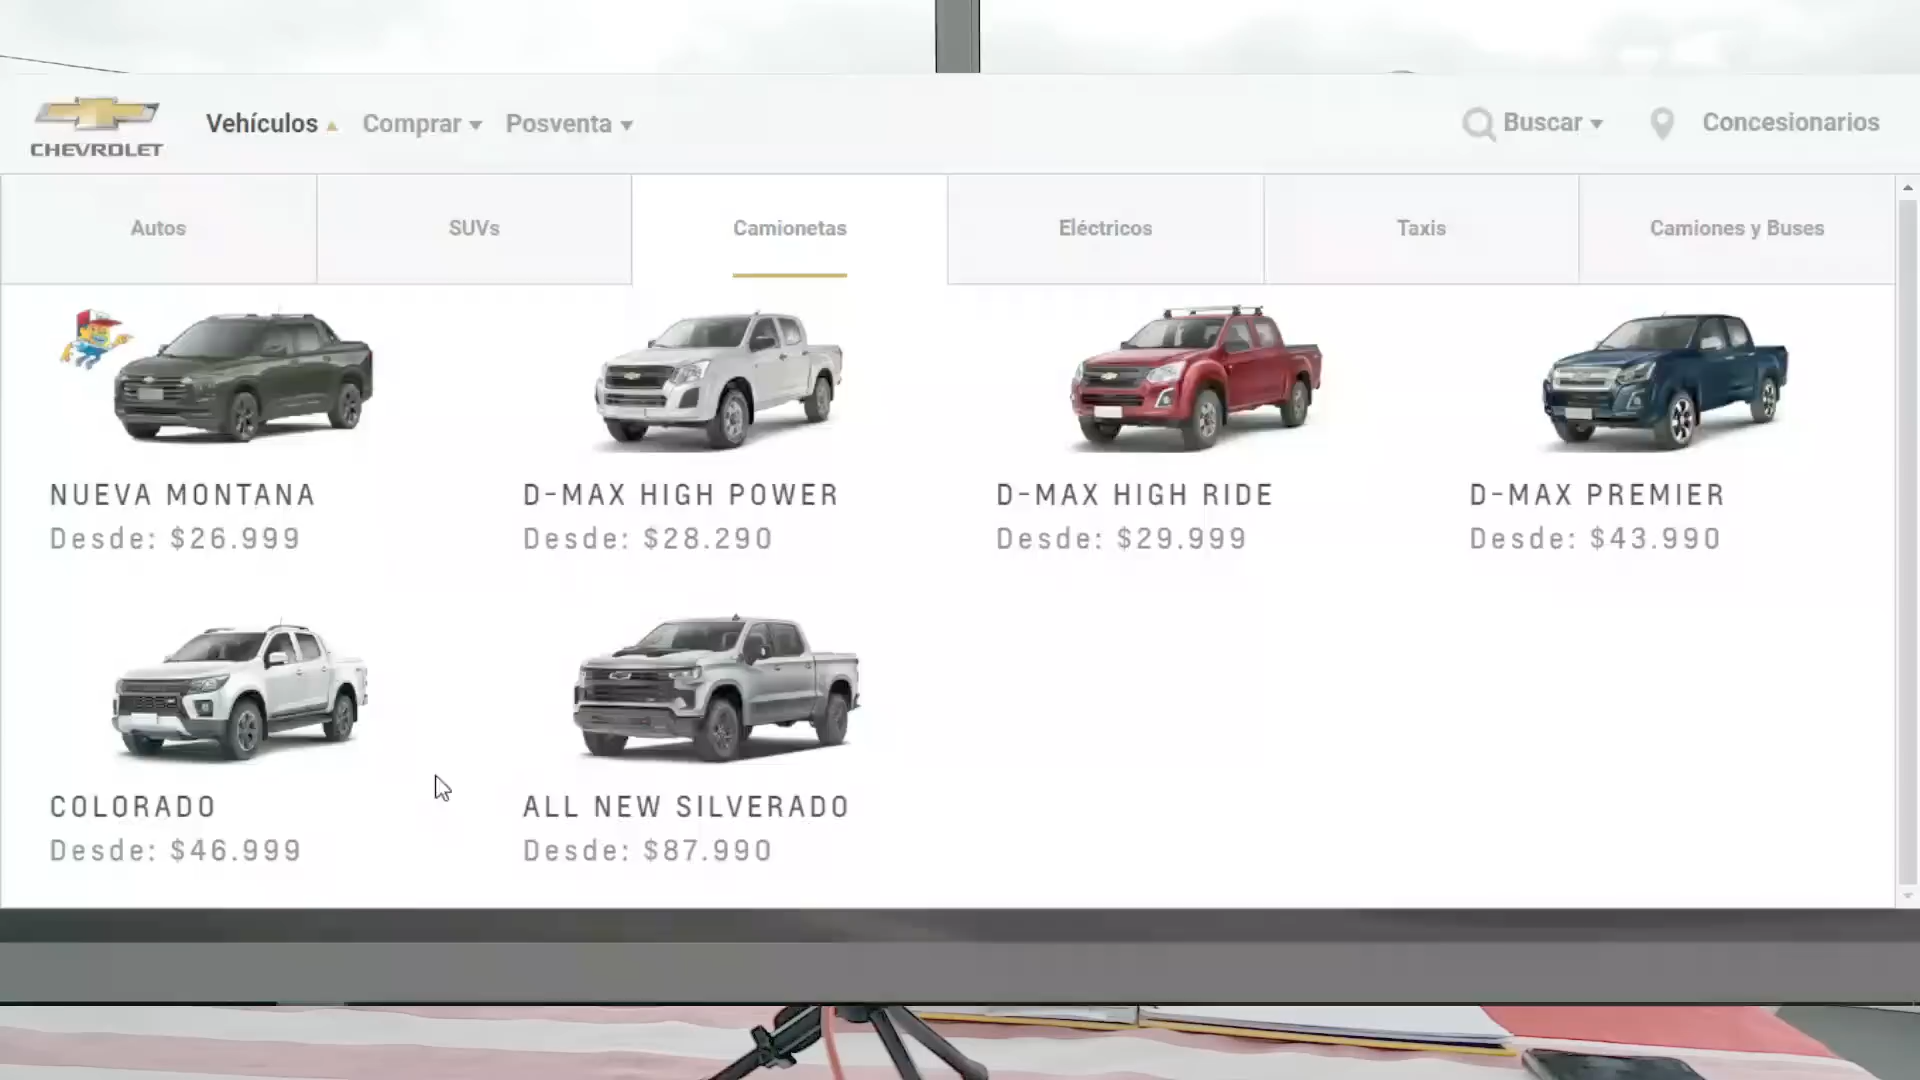 CHEVROLET
Vehículos
Comprar
Posventa
Buscar
Concesionarios
Autos
SUVs
Camionetas
Eléctricos
Taxis
Camiones y Buses
NUEVA MONTANA
Desde: $26.999
D-MAX HIGH POWER
Desde: $28.290
D-MAX HIGH RIDE
Desde: $29.999
D-MAX PREMIER
Desde: $43.990
COLORADO
Desde: $46.999
ALL NEW SILVERADO
Desde: $87.990